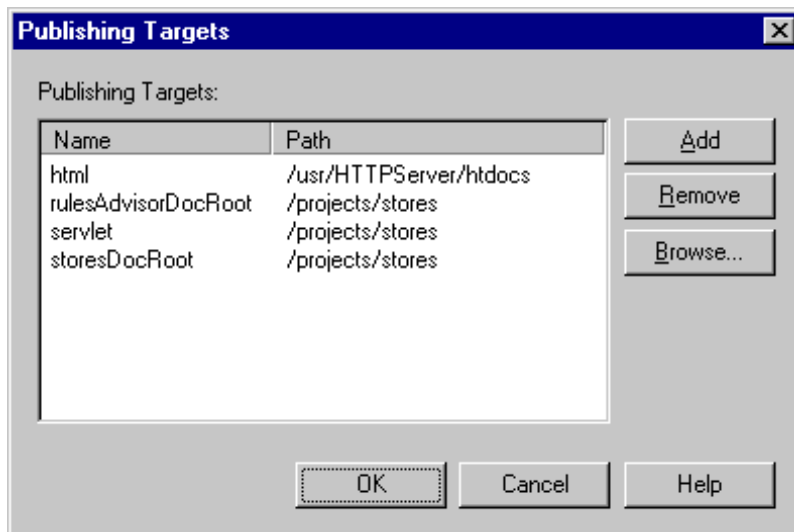 Publishing Targets
Publishing Targets:
Name Path
html /usr/HTTPServer/htdocs
rulesAdvisorDocRoot /projects/stores
servlet /projects/stores
storesDocRoot /projects/stores
Add
Remove
Browse...
OK Cancel Help